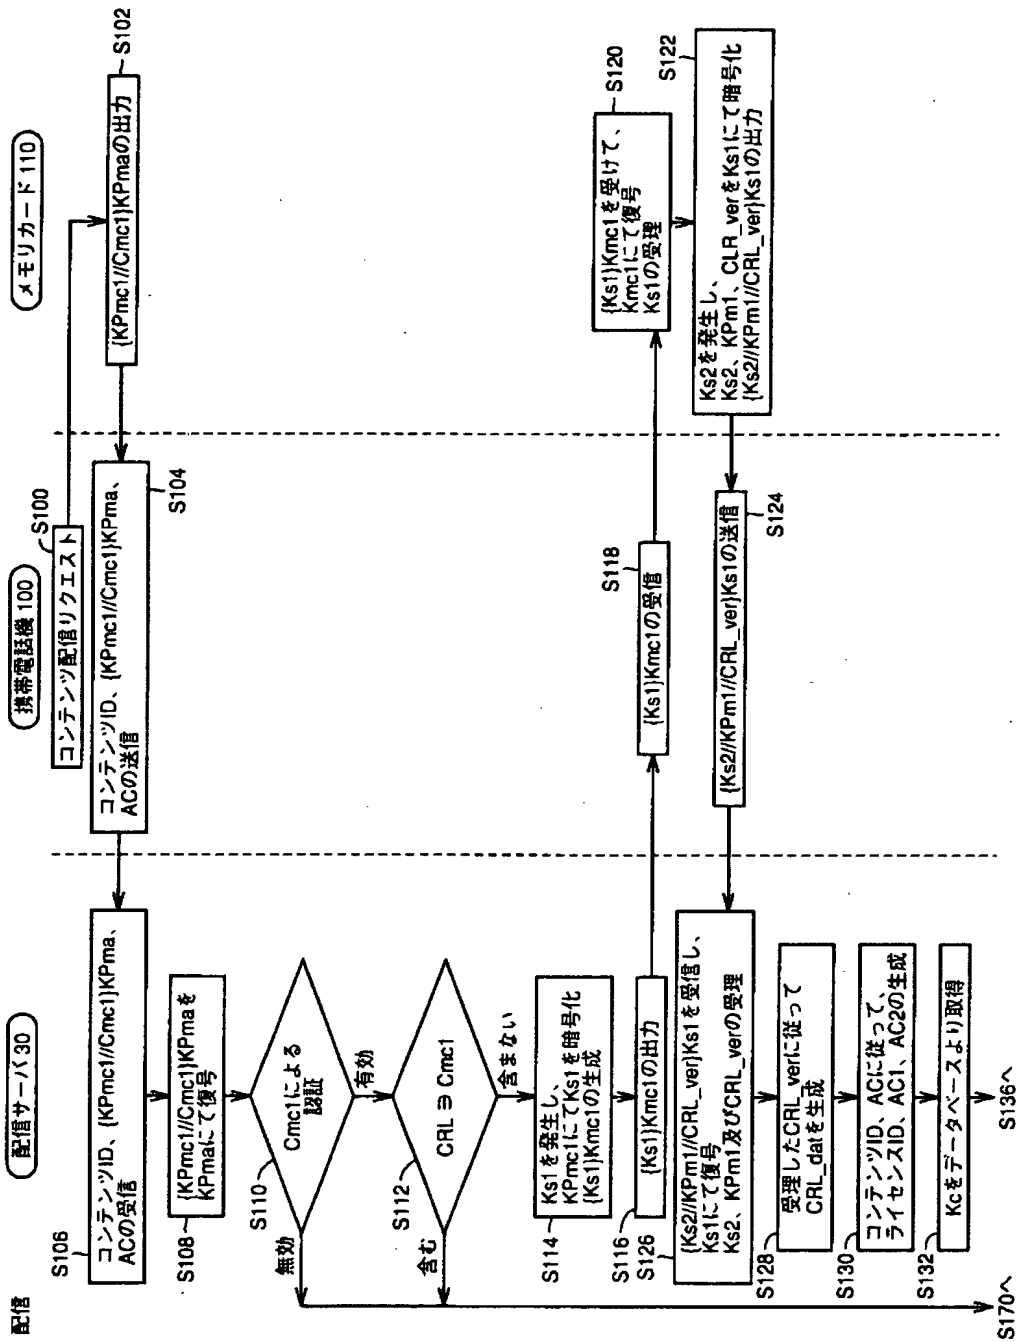 配信
配信サーバ 30
携帯電話機 100
メモリカード 110
S100
コンテンツ配信リクエスト
S102
{KPmc1//Cmc1}KPmaの出力
S104
コンテンツID、{KPmc1//Cmc1}KPma、
ACの送信
S106
コンテンツID、{KPmc1//Cmc1}KPma、
ACの受信
S108
{KPmc1//Cmc1}KPmaを
KPmaにて復号
S110
Cmc1による
認証
無効
有効
S112
CRL∋Cmc1
含む
含まない
S114
Ks1を発生し、
KPmc1にてKs1を暗号化
{Ks1}Kmc1の生成
S116
{Ks1}Kmc1の出力
S118
{Ks1}Kmc1の受信
S120
{Ks1}Kmc1を受けて、
Kmc1にて復号
Ks1の受理
S122
Ks2を発生し、
Ks2、KPm1、CLR_verをKs1にて暗号化
{Ks2//KPm1//CRL_ver}Ks1の出力
S124
{Ks2//KPm1//CRL_ver}Ks1の送信
S126
{Ks2//KPm1//CRL_ver}Ks1を受信し、
Ks1にて復号
Ks2、KPm1及びCRL_verの受理
S128
受理したCRL_verに従って
CRL_datを生成
S130
コンテンツID、ACに従って、
ライセンスID、AC1、AC2の生成
S132
Kcをデータベースより取得
S170へ
S136へ